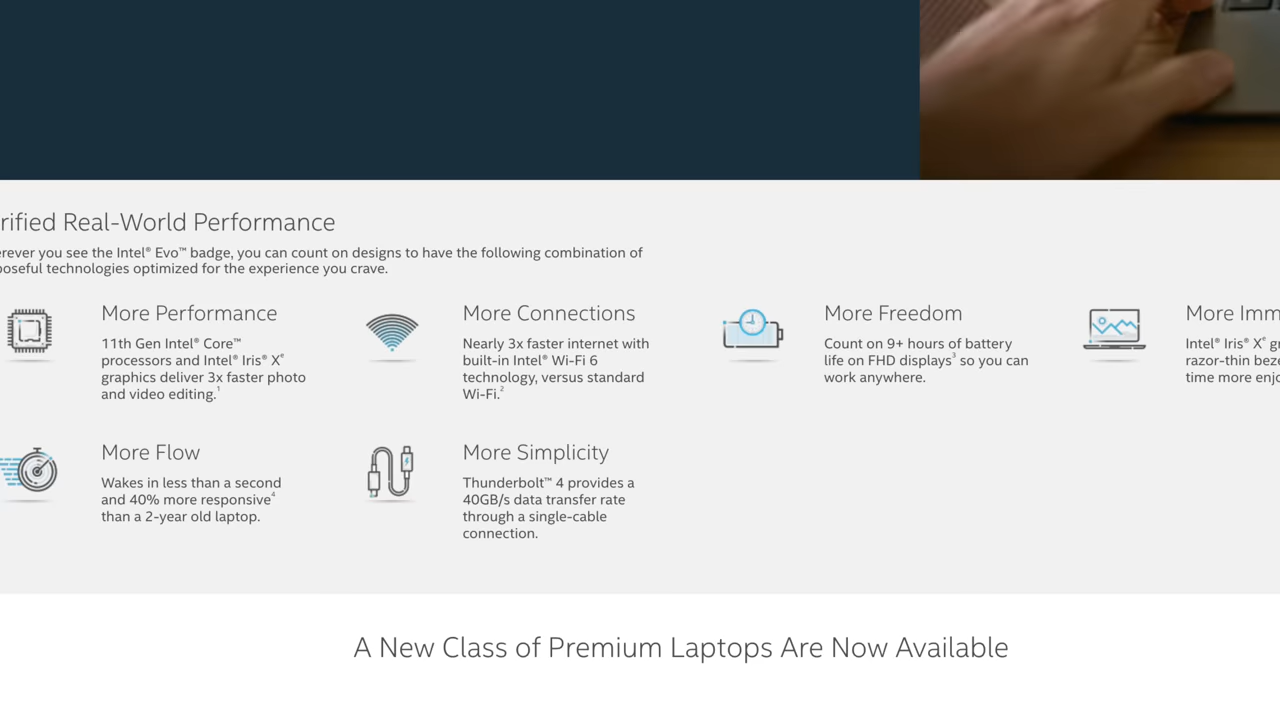 rified Real-World Performance
erever you see the Intel® Evo™ badge, you can count on designs to have the following combination of
poseful technologies optimized for the experience you crave.
More Performance
11th Gen Intel® Core™
processors and Intel® Iris® Xᵉ
graphics deliver 3x faster photo
and video editing.¹
More Connections
Nearly 3x faster internet with
built-in Intel® Wi-Fi 6
technology, versus standard
Wi-Fi.²
More Freedom
Count on 9+ hours of battery
life on FHD displays³ so you can
work anywhere.
More Imm
Intel® Iris® Xᵉ gr
razor-thin beze
time more enjo
More Flow
Wakes in less than a second
and 40% more responsive⁴
than a 2-year old laptop.
More Simplicity
Thunderbolt™ 4 provides a
40GB/s data transfer rate
through a single-cable
connection.
A New Class of Premium Laptops Are Now Available